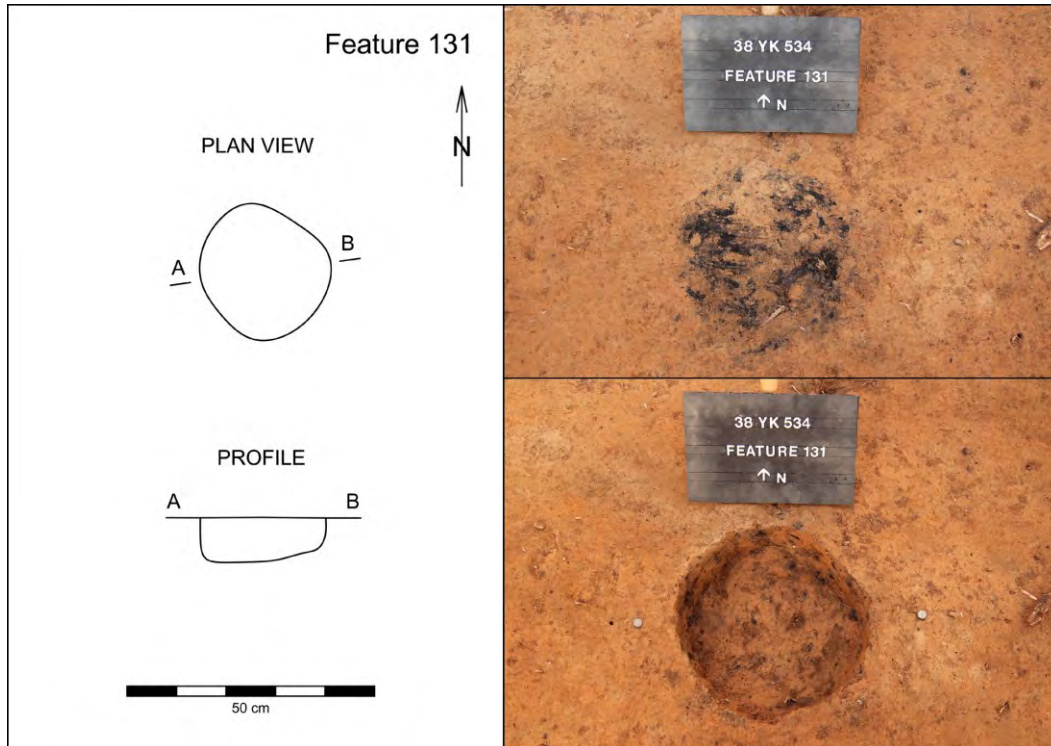 Feature 131
N
PLAN VIEW
A
B
PROFILE
A
B
50 cm
38 YK 534
FEATURE 131
↑ N
38 YK 534
FEATURE 131
↑ N